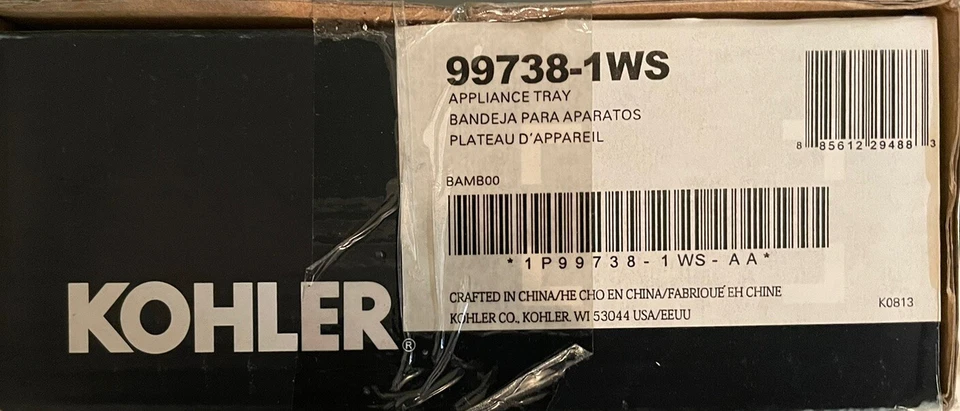 99738-1WS
APPLIANCE TRAY
BANDEJA PARA APARATOS
PLATEAU D'APPAREIL
8 85612 29488 3
BAMB00
*1P99738-1WS-AA*
CRAFTED IN CHINA/HE CHO EN CHINA/FABRIQUÉ EH CHINE
KOHLER CO., KOHLER. WI 53044 USA/EEUU
K0813
KOHLER®